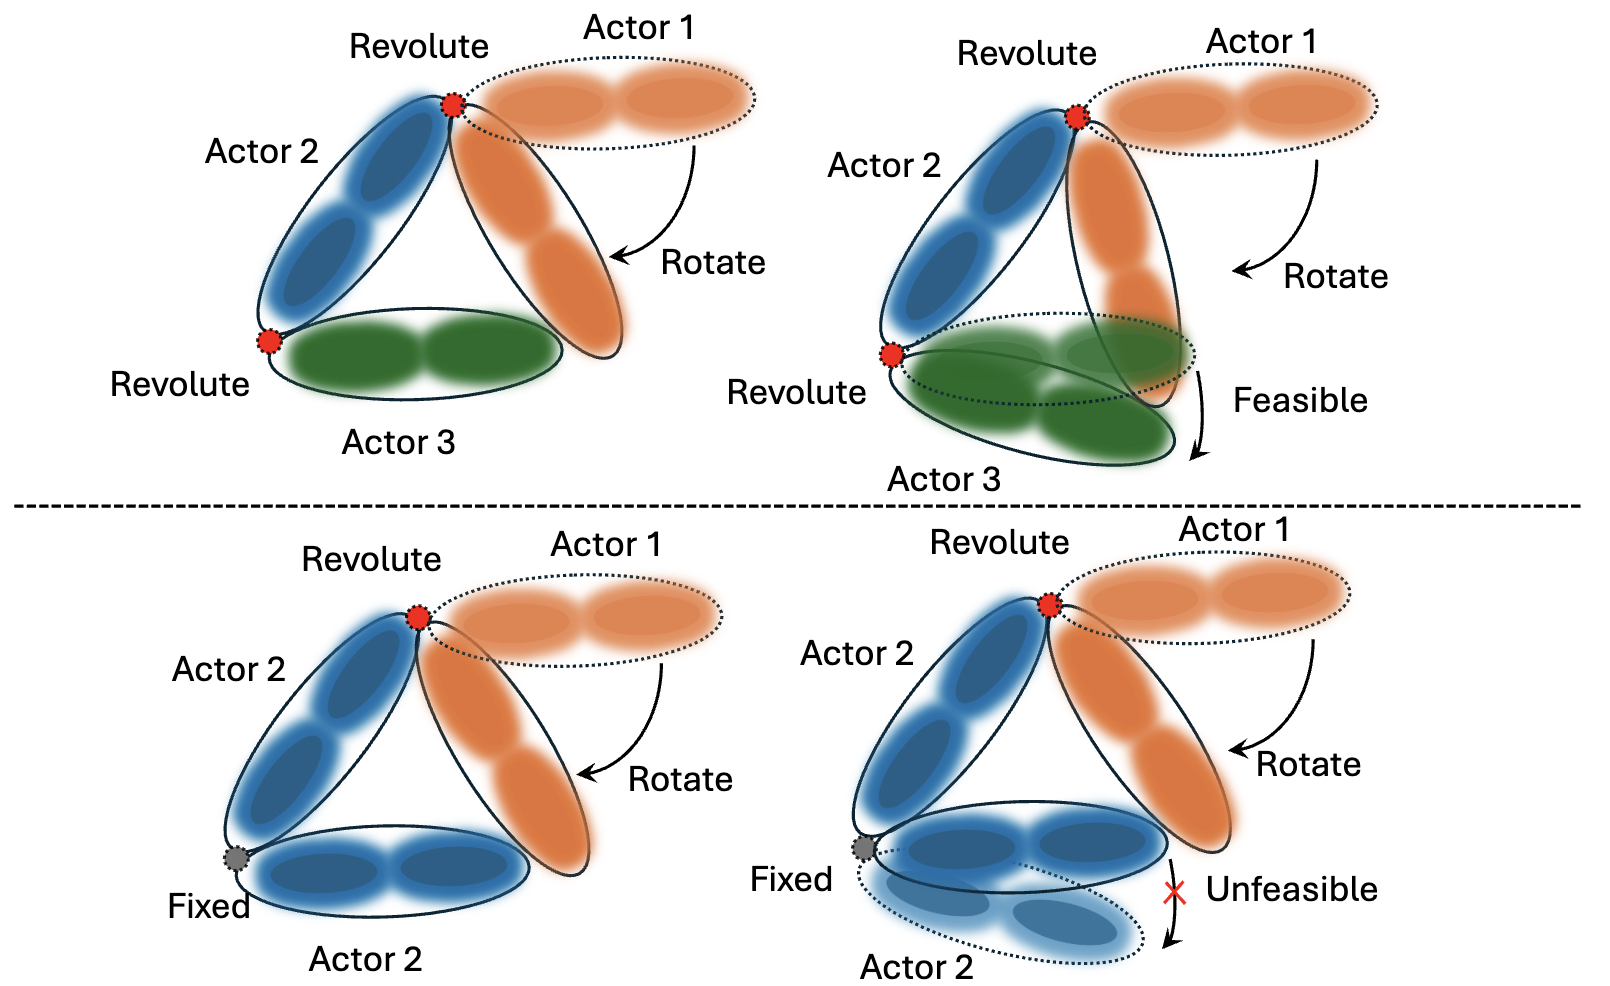 Actor 1
Revolute
Actor 2
Rotate
Revolute
Actor 3
Actor 1
Revolute
Actor 2
Rotate
Revolute
Feasible
Actor 3
Actor 1
Revolute
Actor 2
Rotate
Fixed
Actor 2
Actor 1
Revolute
Actor 2
Rotate
Fixed
Unfeasible
Actor 2